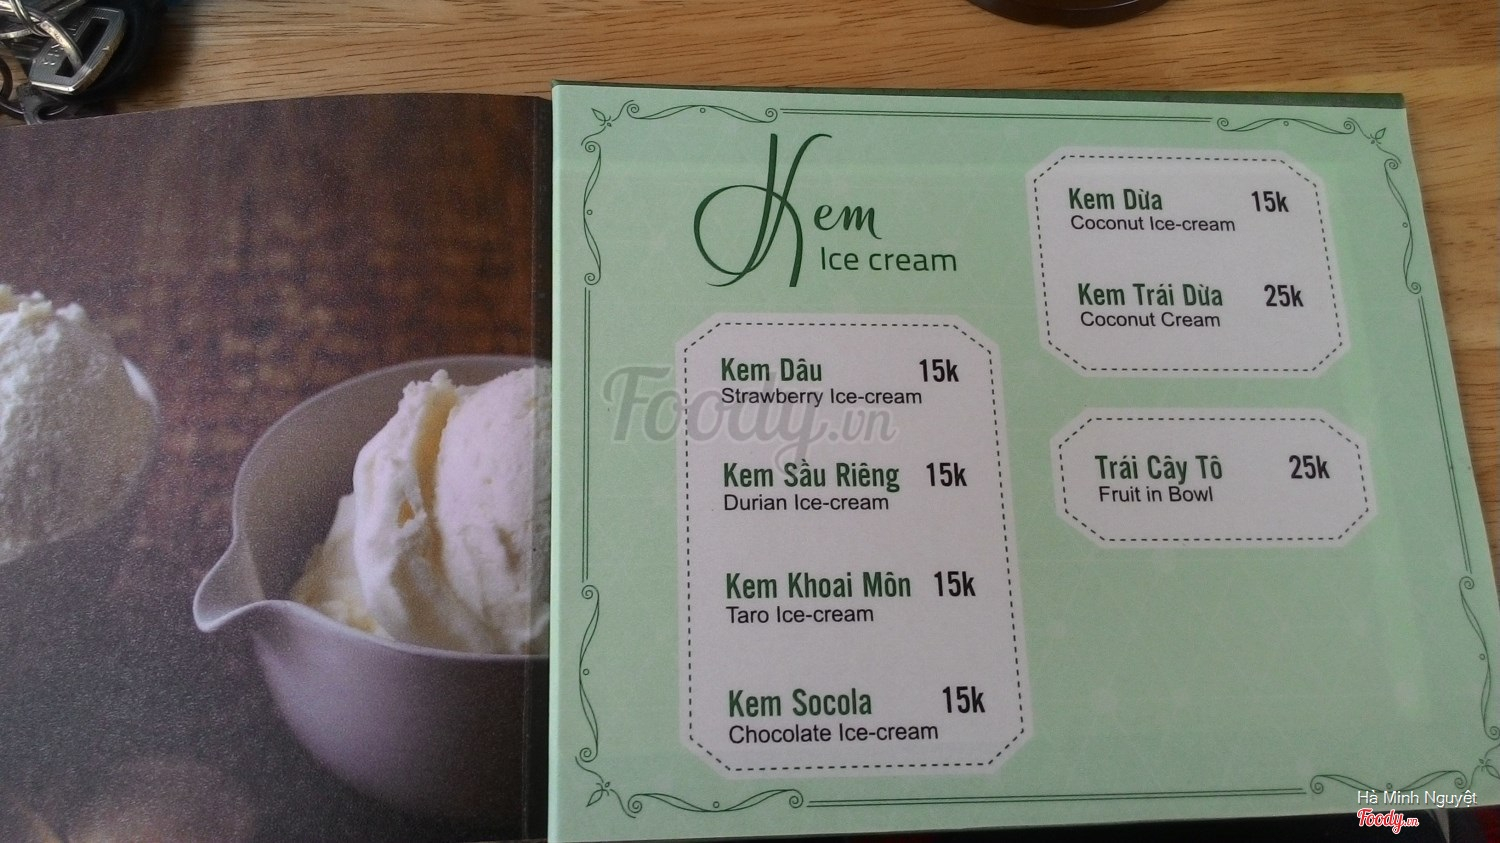 Kem
Ice cream
Kem Dâu 15k
Strawberry Ice-cream
Kem Sầu Riêng 15k
Durian Ice-cream
Kem Khoai Môn 15k
Taro Ice-cream
Kem Socola 15k
Chocolate Ice-cream
Kem Dừa 15k
Coconut Ice-cream
Kem Trái Dừa 25k
Coconut Cream
Trái Cây Tô 25k
Fruit in Bowl
Foody.vn
Hà Minh Nguyệt
Foody.vn